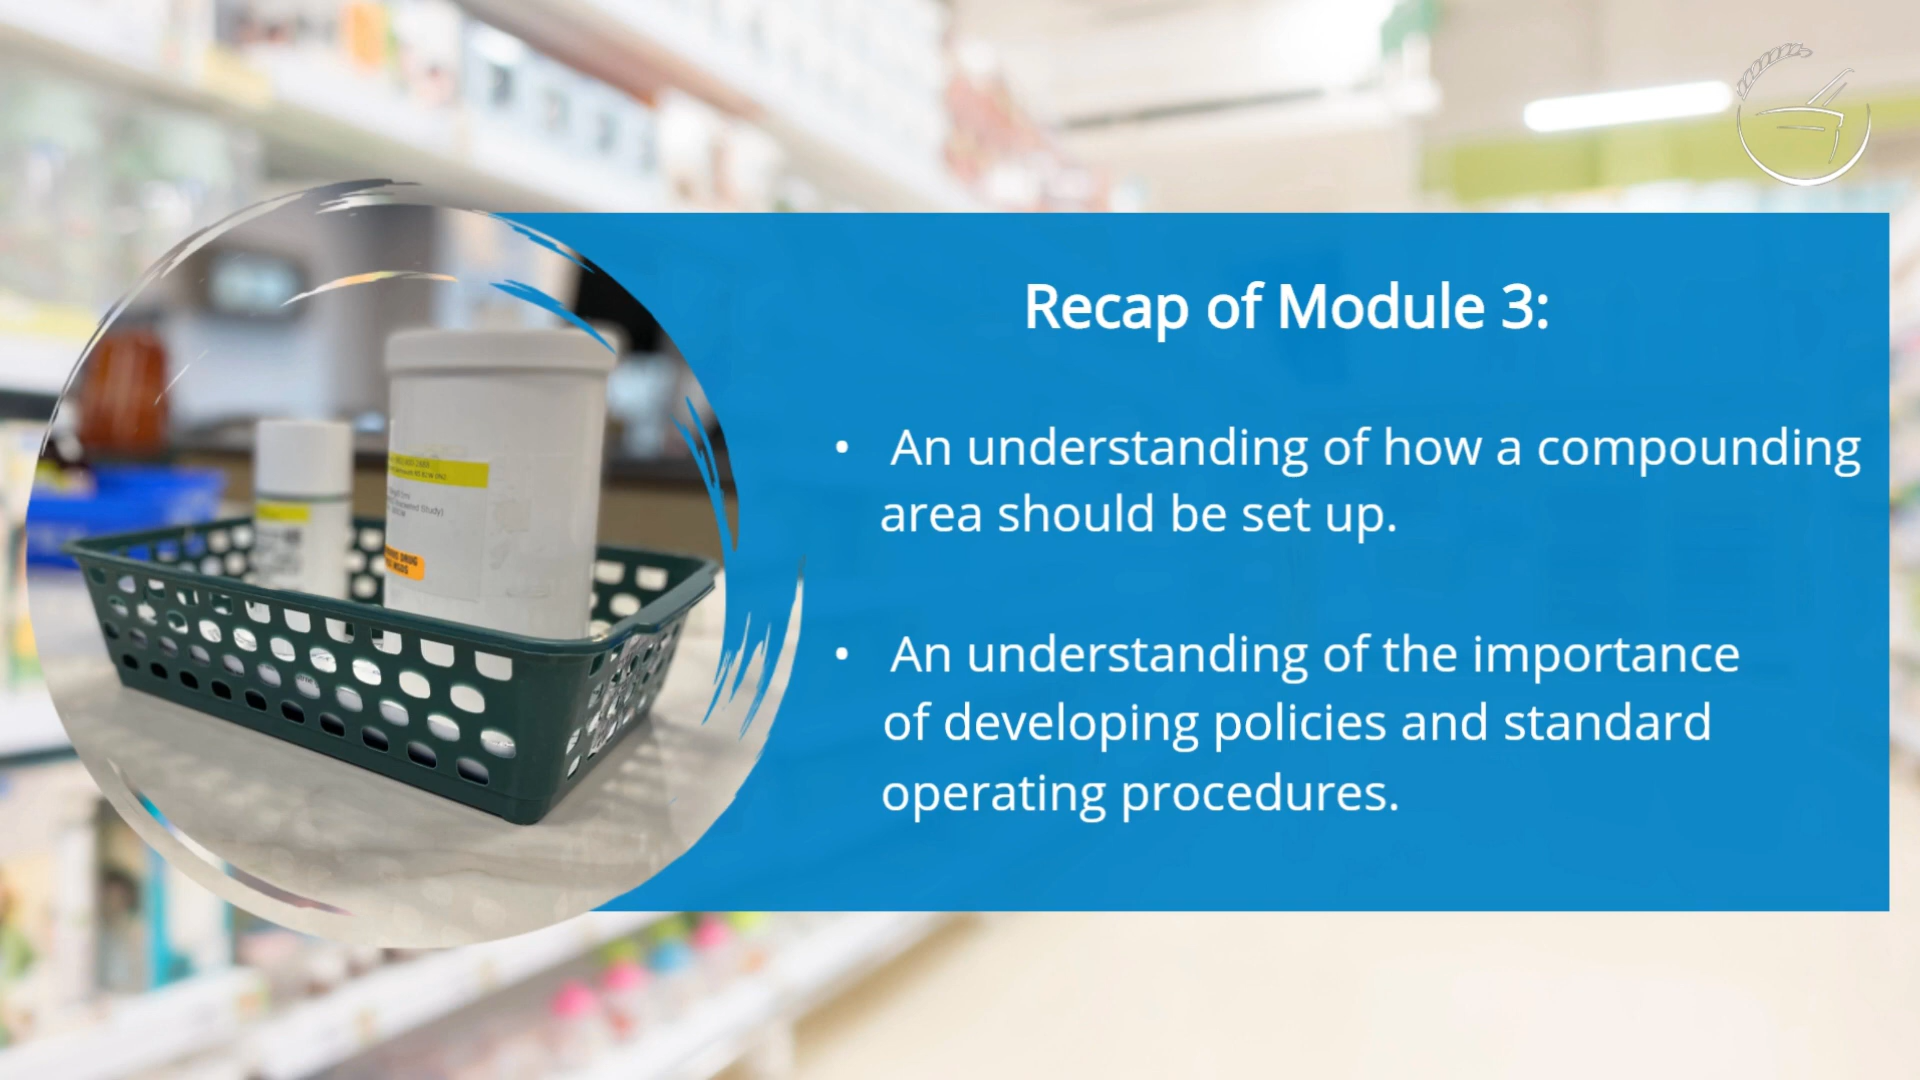 Recap of Module 3:
• An understanding of how a compounding
area should be set up.
• An understanding of the importance
of developing policies and standard
operating procedures.